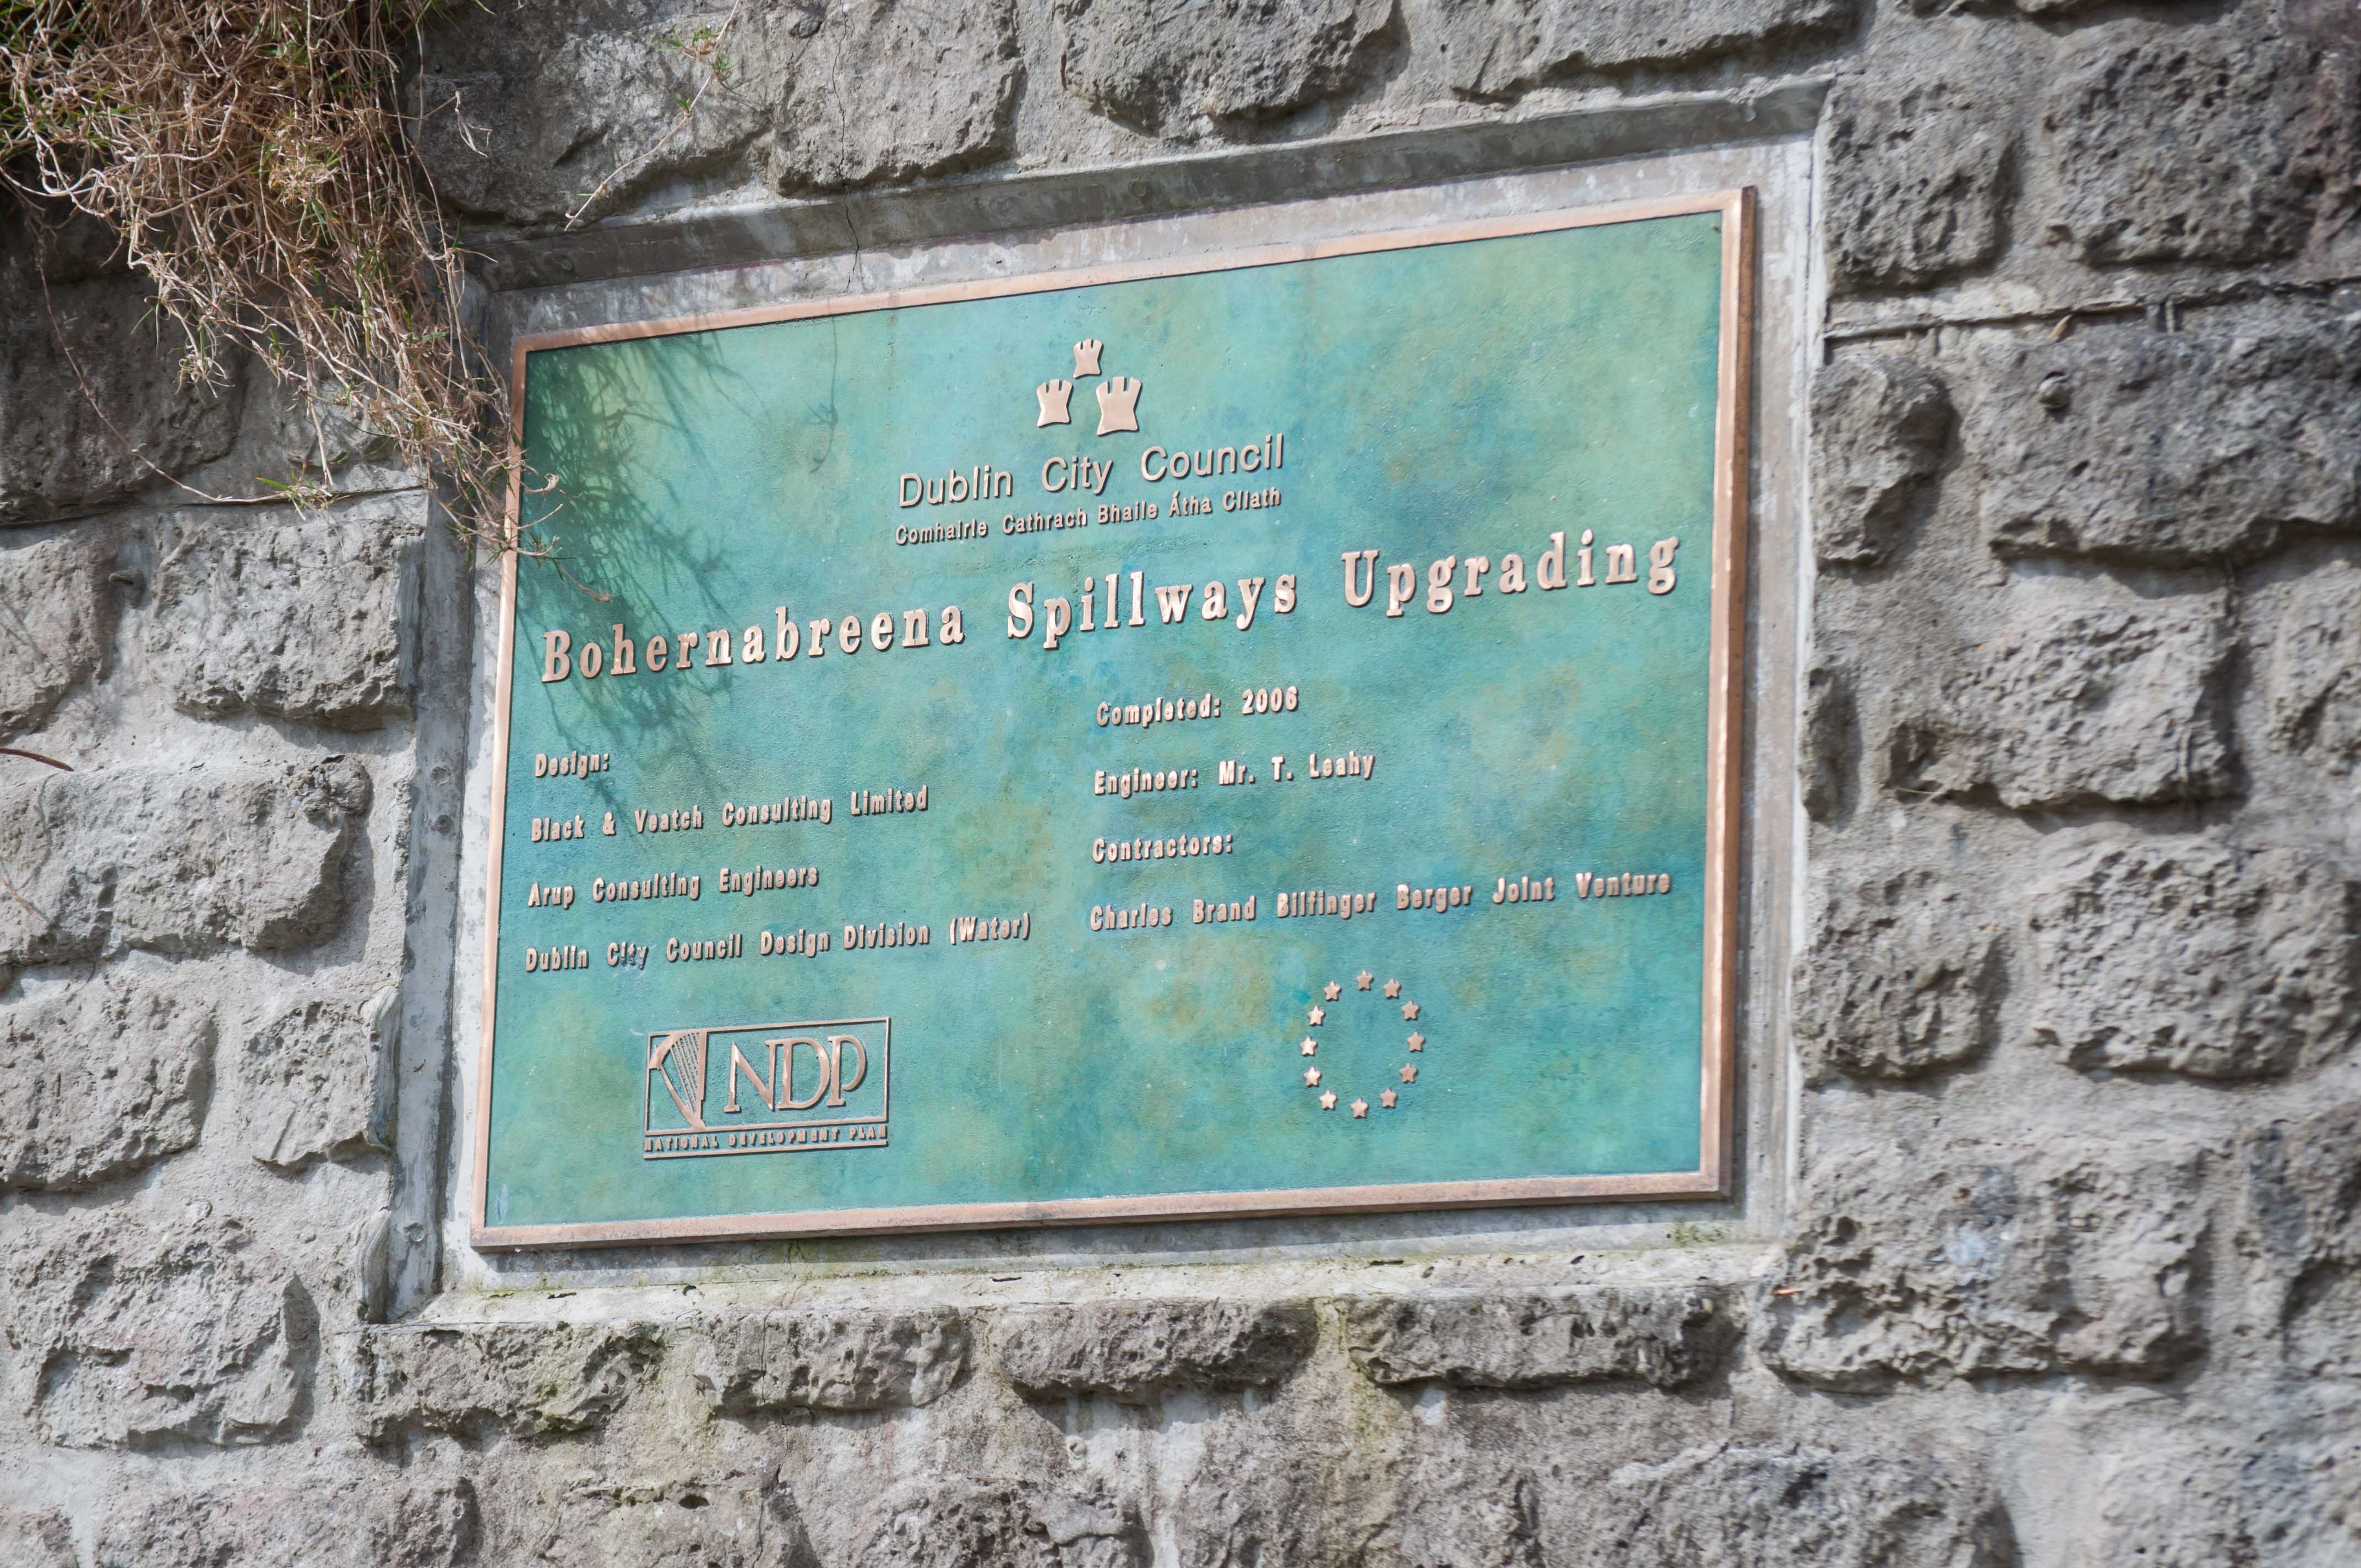 Dublin City Council
Comhairle Cathrach Bhaile Átha Cliath
Bohernabreena Spillways Upgrading
Completed: 2006
Design:
Engineer: Mr. T. Leahy
Black & Veatch Consulting Limited
Contractors:
Arup Consulting Engineers
Charles Brand Bilfinger Berger Joint Venture
Dublin City Council Design Division (Water)
NDP
NATIONAL DEVELOPMENT PLAN